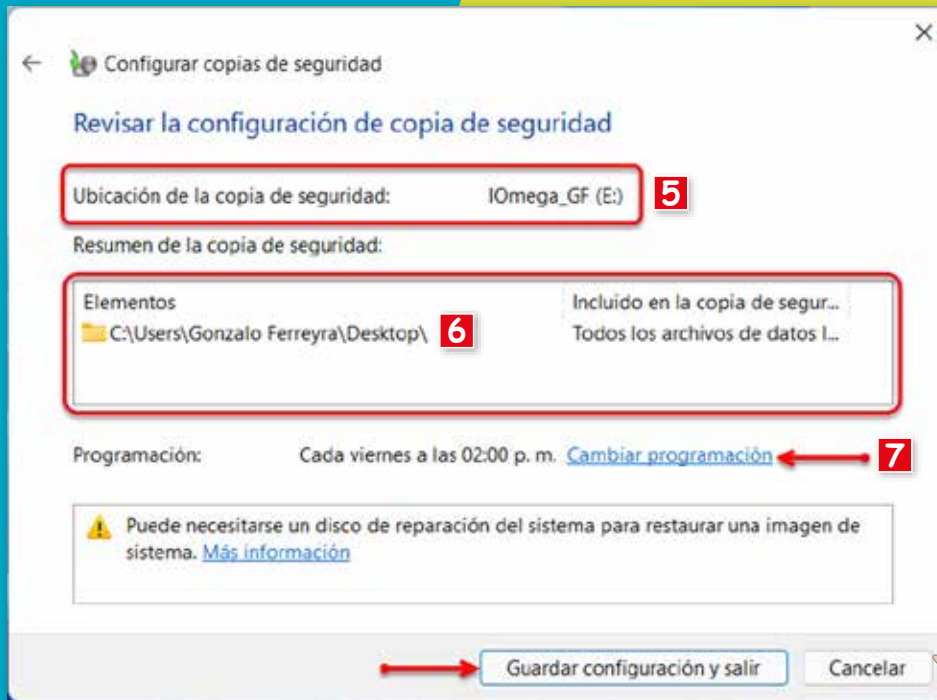 Configurar copias de seguridad
Revisar la configuración de copia de seguridad
Ubicación de la copia de seguridad: IOmega_GF (E:) 5
Resumen de la copia de seguridad:
Elementos Incluido en la copia de segur...
C:\Users\Gonzalo Ferreyra\Desktop\ 6 Todos los archivos de datos l...
Programación: Cada viernes a las 02:00 p. m. Cambiar programación 7
Puede necesitarse un disco de reparación del sistema para restaurar una imagen de
sistema. Más información
Guardar configuración y salir Cancelar